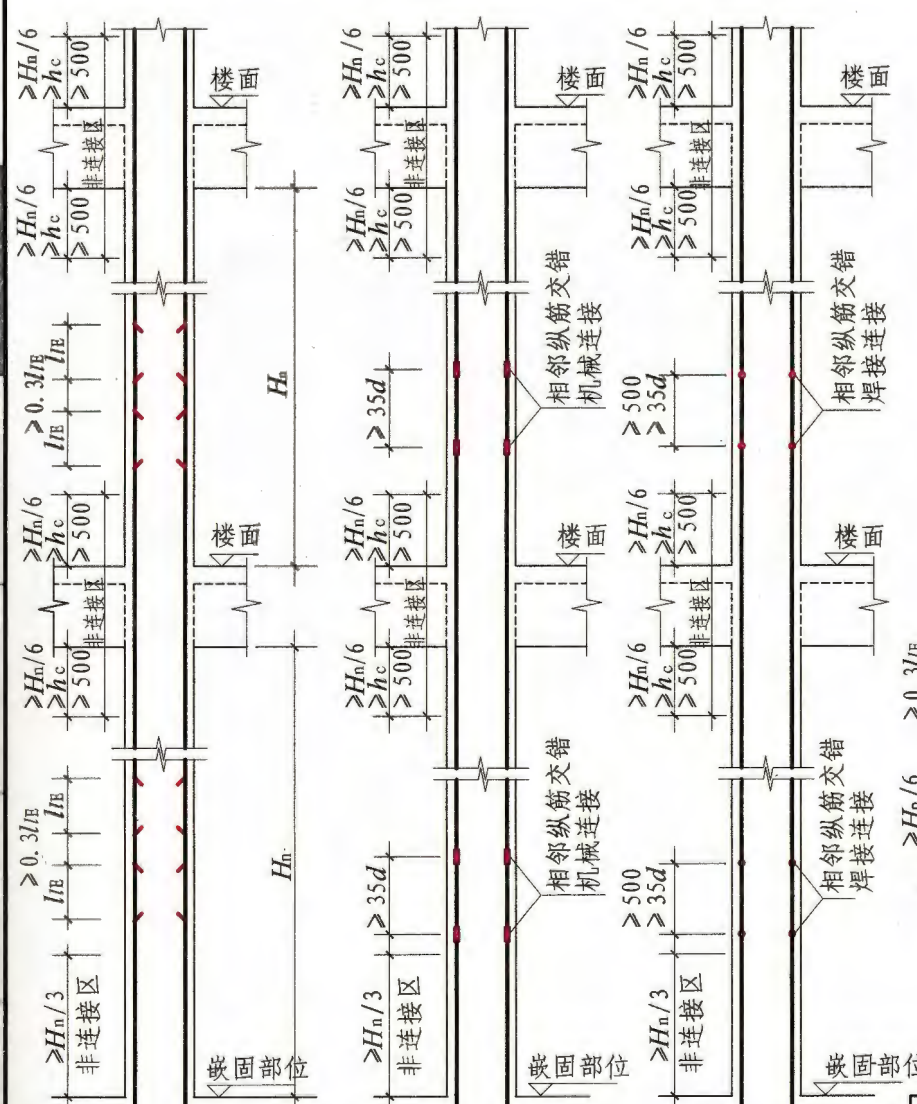 ≥Hn/6
≥hc
≥500
楼面
非连接区
≥Hn/6
≥hc
≥500
≥0.3llE
llE
llE
Hn
≥Hn/6
≥hc
≥500
楼面
非连接区
≥Hn/6
≥hc
≥500
≥0.3llE
llE
llE
Hn
≥Hn/3
非连接区
嵌固部位
≥Hn/6
≥hc
≥500
楼面
非连接区
≥Hn/6
≥hc
≥500
相邻纵筋交错
机械连接
≥35d
≥Hn/6
≥hc
≥500
楼面
非连接区
≥Hn/6
≥hc
≥500
相邻纵筋交错
机械连接
≥35d
≥Hn/3
非连接区
嵌固部位
≥Hn/6
≥hc
≥500
楼面
非连接区
≥Hn/6
≥hc
≥500
相邻纵筋交错
焊接连接
≥500
≥35d
≥Hn/6
≥hc
≥500
楼面
非连接区
≥Hn/6
≥hc
≥500
相邻纵筋交错
焊接连接
≥500
≥35d
≥Hn/3
非连接区
嵌固部位
≥0.3llE
≥Hn/6